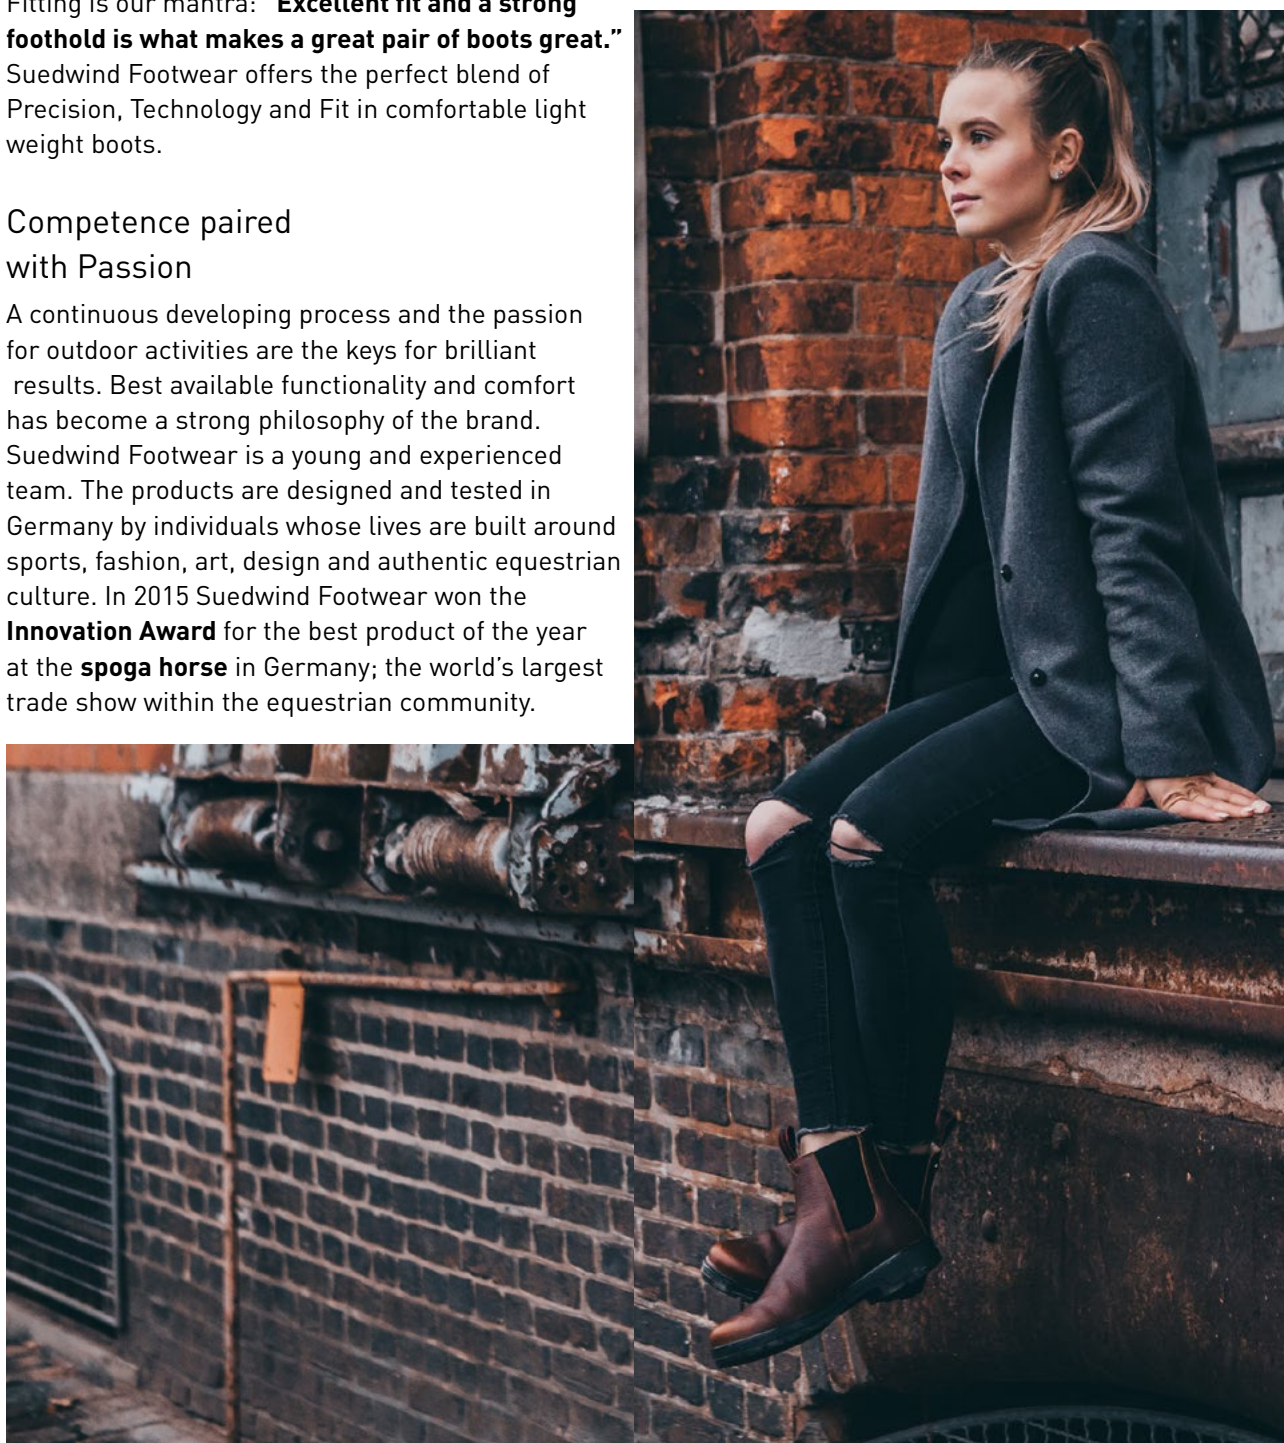 Fitting is our mantra: “Excellent fit and a strong
foothold is what makes a great pair of boots great.”
Suedwind Footwear offers the perfect blend of
Precision, Technology and Fit in comfortable light
weight boots.
Competence paired
with Passion
A continuous developing process and the passion
for outdoor activities are the keys for brilliant
results. Best available functionality and comfort
has become a strong philosophy of the brand.
Suedwind Footwear is a young and experienced
team. The products are designed and tested in
Germany by individuals whose lives are built around
sports, fashion, art, design and authentic equestrian
culture. In 2015 Suedwind Footwear won the
Innovation Award for the best product of the year
at the spoga horse in Germany; the world’s largest
trade show within the equestrian community.